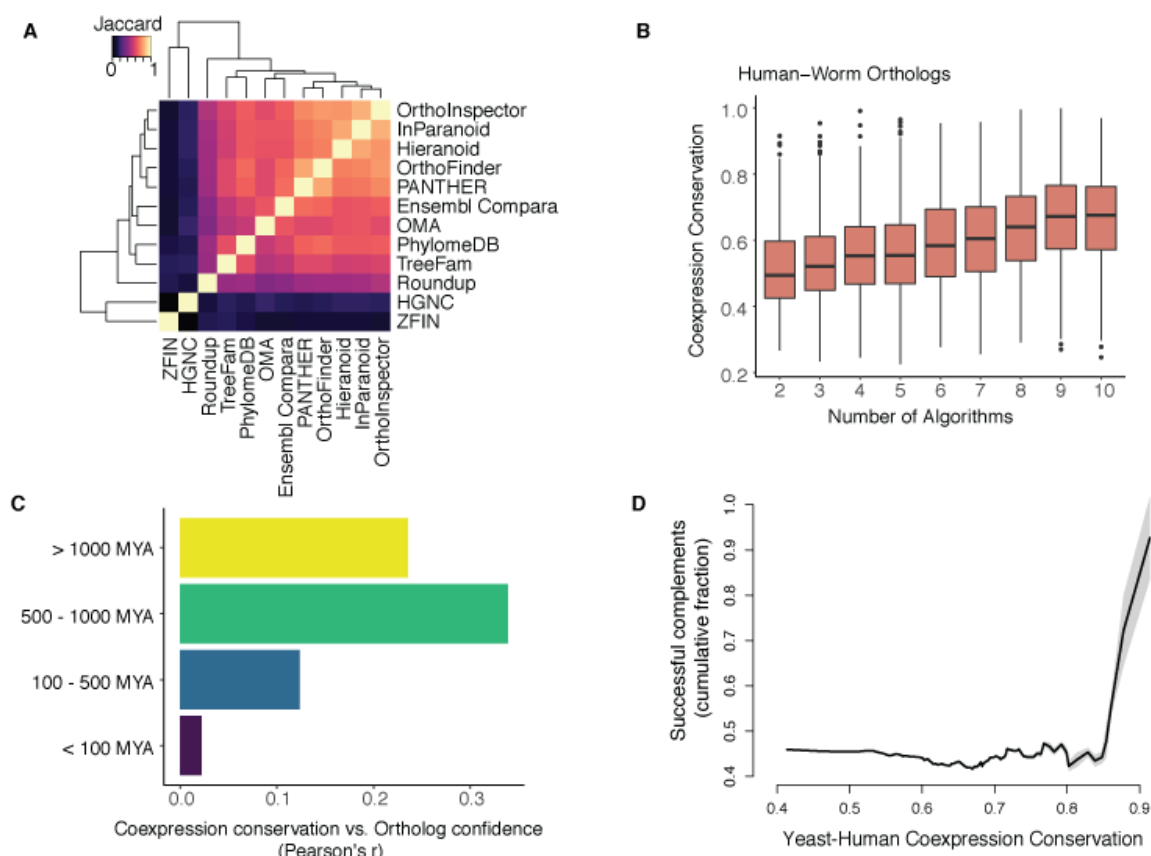 A
Jaccard
0 1
OrthoInspector
InParanoid
Hieranoid
OrthoFinder
PANTHER
Ensembl Compara
OMA
PhylomeDB
TreeFam
Roundup
HGNC
ZFIN
ZFIN
HGNC
Roundup
TreeFam
PhylomeDB
OMA
Ensembl Compara
PANTHER
OrthoFinder
Hieranoid
InParanoid
OrthoInspector
B
Human-Worm Orthologs
Coexpression Conservation
1.0
0.8
0.6
0.4
0.2
2 3 4 5 6 7 8 9 10
Number of Algorithms
C
> 1000 MYA
500 - 1000 MYA
100 - 500 MYA
< 100 MYA
0.0 0.1 0.2 0.3
Coexpression conservation vs. Ortholog confidence
(Pearson's r)
D
Successful complements
(cumulative fraction)
1.0
0.9
0.8
0.7
0.6
0.5
0.4
0.4 0.5 0.6 0.7 0.8 0.9
Yeast-Human Coexpression Conservation